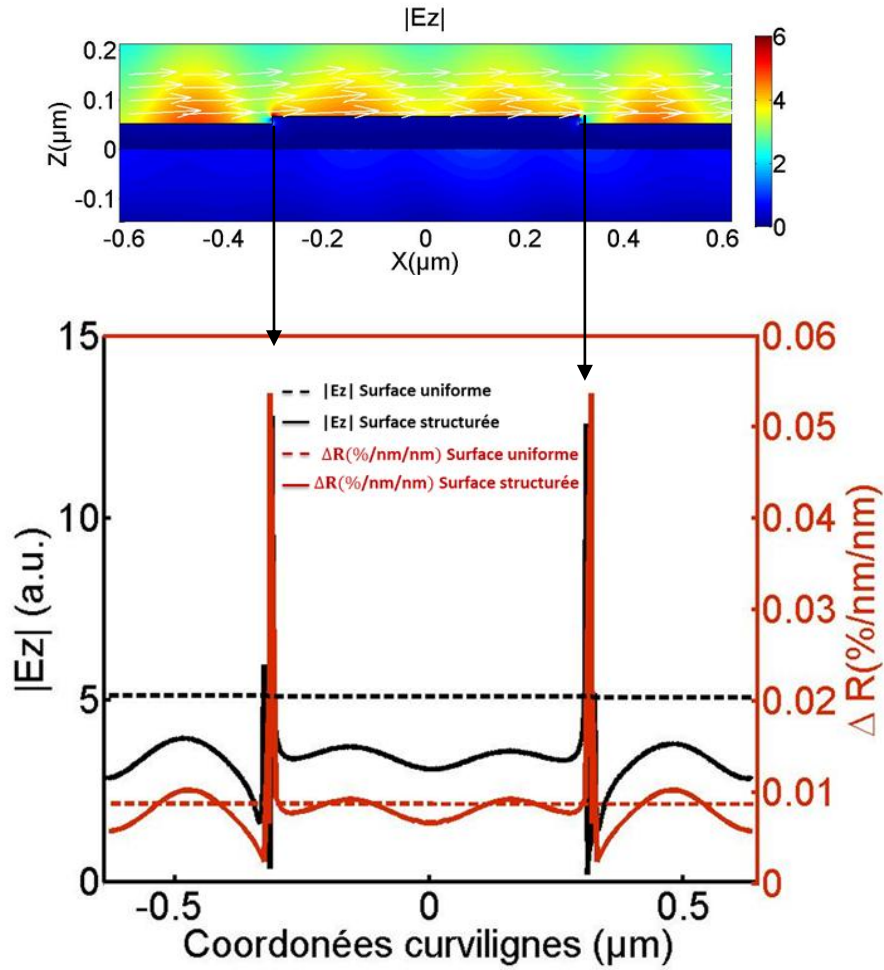 |Ez|
0.2
0.1
0
-0.1
Z(µm)
-0.6
-0.4
-0.2
0
0.2
0.4
0.6
X(µm)
6
4
2
0
15
10
5
0
|Ez| (a.u.)
|Ez| Surface uniforme
|Ez| Surface structurée
ΔR(%/nm/nm) Surface uniforme
ΔR(%/nm/nm) Surface structurée
0.06
0.05
0.04
0.03
0.02
0.01
0
Δ R(%/nm/nm)
-0.5
0
0.5
Coordonées curvilignes (µm)